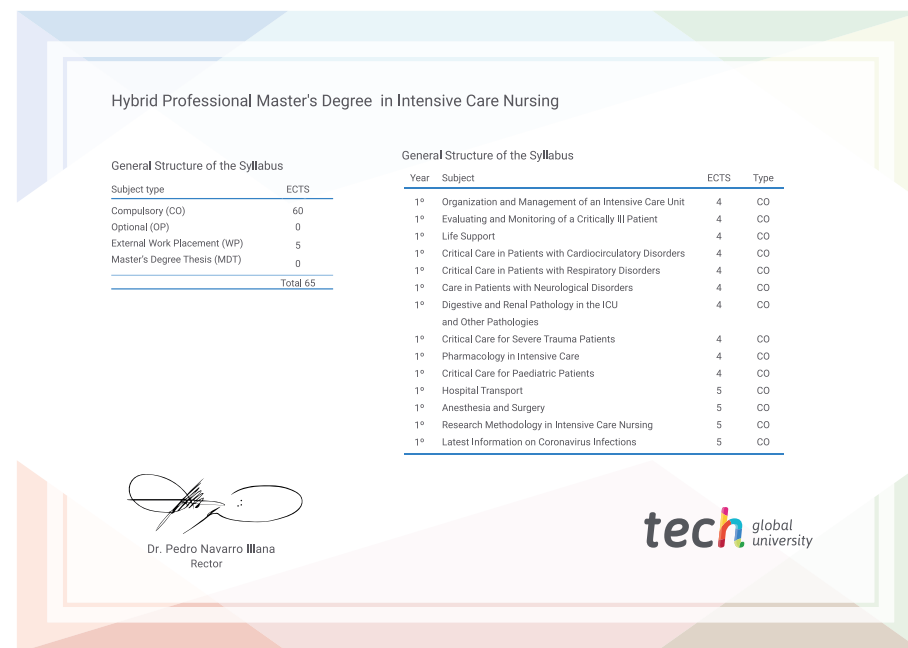 Hybrid Professional Master's Degree in Intensive Care Nursing
General Structure of the Syllabus
Subject type ECTS
Compulsory (CO) 60
Optional (OP) 0
External Work Placement (WP) 5
Master's Degree Thesis (MDT) 0
Total 65
General Structure of the Syllabus
Year Subject ECTS Type
1º Organization and Management of an Intensive Care Unit 4 CO
1º Evaluating and Monitoring of a Critically Ill Patient 4 CO
1º Life Support 4 CO
1º Critical Care in Patients with Cardiocirculatory Disorders 4 CO
1º Critical Care in Patients with Respiratory Disorders 4 CO
1º Care in Patients with Neurological Disorders 4 CO
1º Digestive and Renal Pathology in the ICU 4 CO
and Other Pathologies
1º Critical Care for Severe Trauma Patients 4 CO
1º Pharmacology in Intensive Care 4 CO
1º Critical Care for Paediatric Patients 4 CO
1º Hospital Transport 5 CO
1º Anesthesia and Surgery 5 CO
1º Research Methodology in Intensive Care Nursing 5 CO
1º Latest Information on Coronavirus Infections 5 CO
Dr. Pedro Navarro Illana
Rector
tech global
university